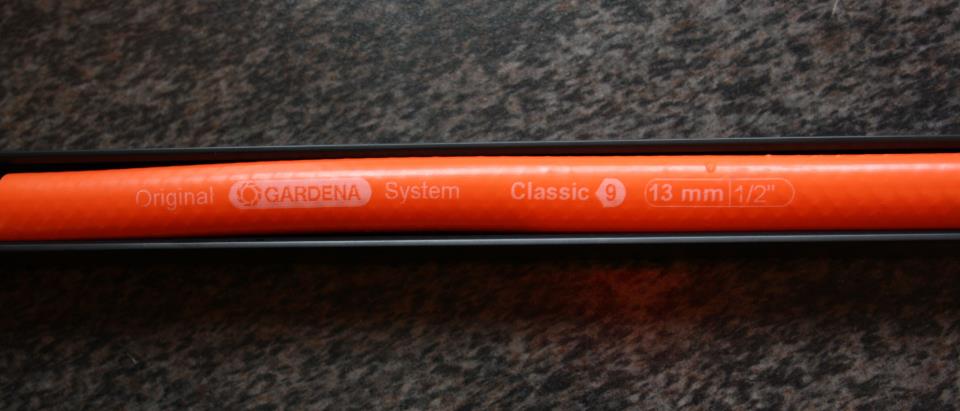 Original GARDENA System Classic 9 13 mm 1/2"